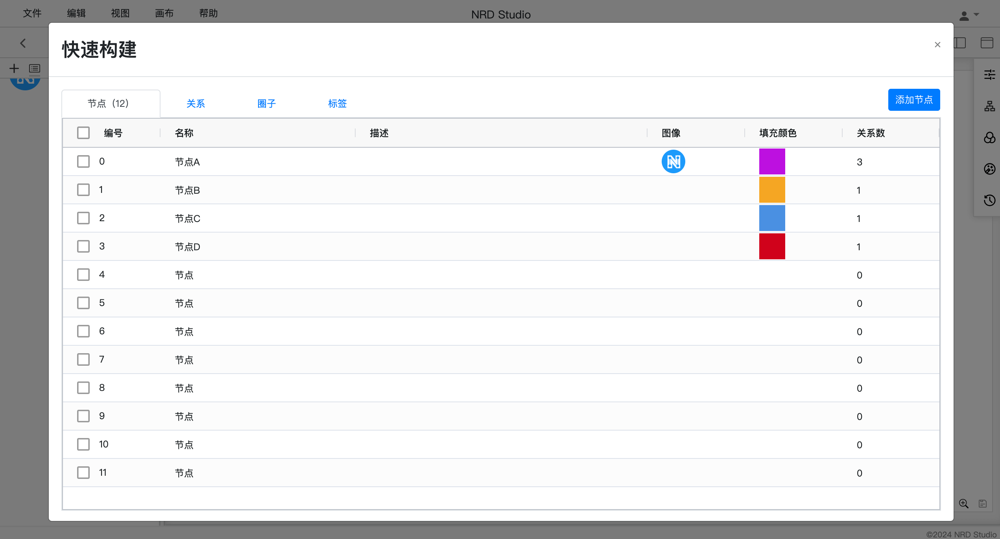 文件 编辑 视图 画布 帮助 NRD Studio
快速构建 ×
节点（12） 关系 圈子 标签 添加节点
编号 名称 描述 图像 填充颜色 关系数
0 节点A 3
1 节点B 1
2 节点C 1
3 节点D 1
4 节点 0
5 节点 0
6 节点 0
7 节点 0
8 节点 0
9 节点 0
10 节点 0
11 节点 0
©2024 NRD Studio